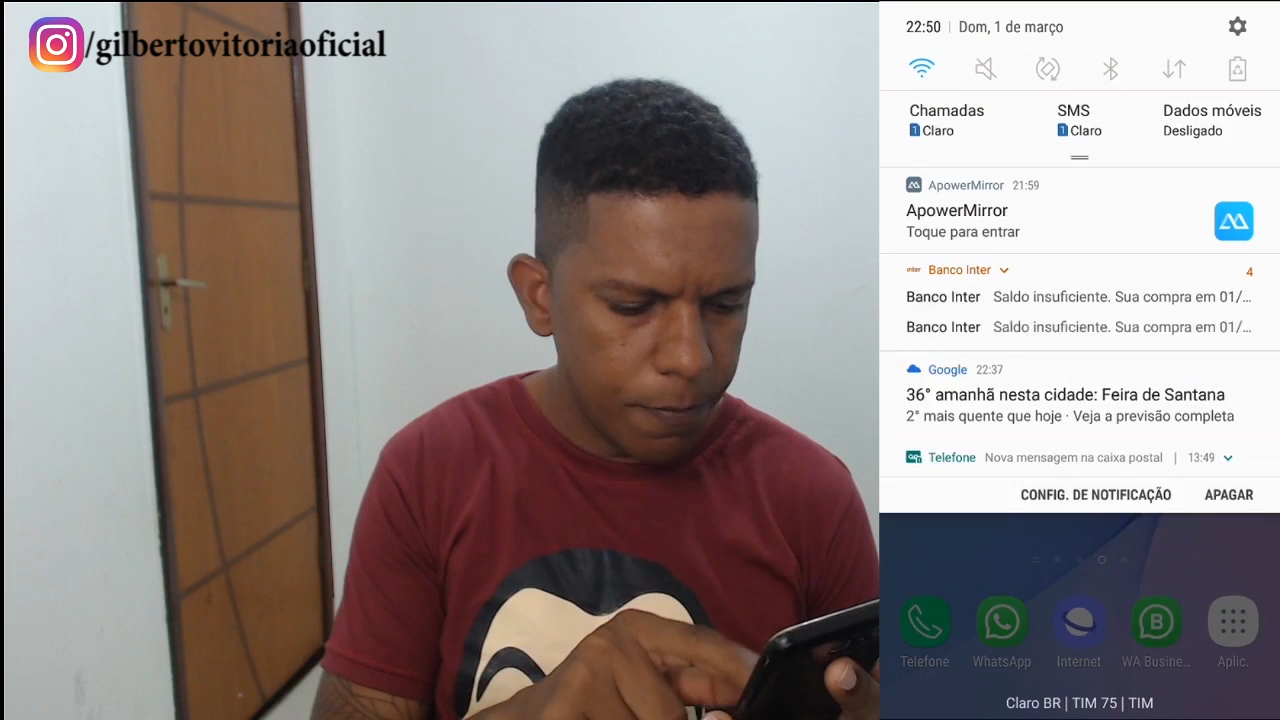 /gilbertovitoriaoficial
22:50 | Dom, 1 de março
Chamadas SMS Dados móveis
1 Claro 1 Claro Desligado
ApowerMirror 21:59
ApowerMirror
Toque para entrar
inter Banco Inter 4
Banco Inter Saldo insuficiente. Sua compra em 01/...
Banco Inter Saldo insuficiente. Sua compra em 01/...
Google 22:37
36° amanhã nesta cidade: Feira de Santana
2° mais quente que hoje · Veja a previsão completa
Telefone Nova mensagem na caixa postal | 13:49
CONFIG. DE NOTIFICAÇÃO APAGAR
Telefone WhatsApp Internet WA Busine... Aplic.
Claro BR | TIM 75 | TIM